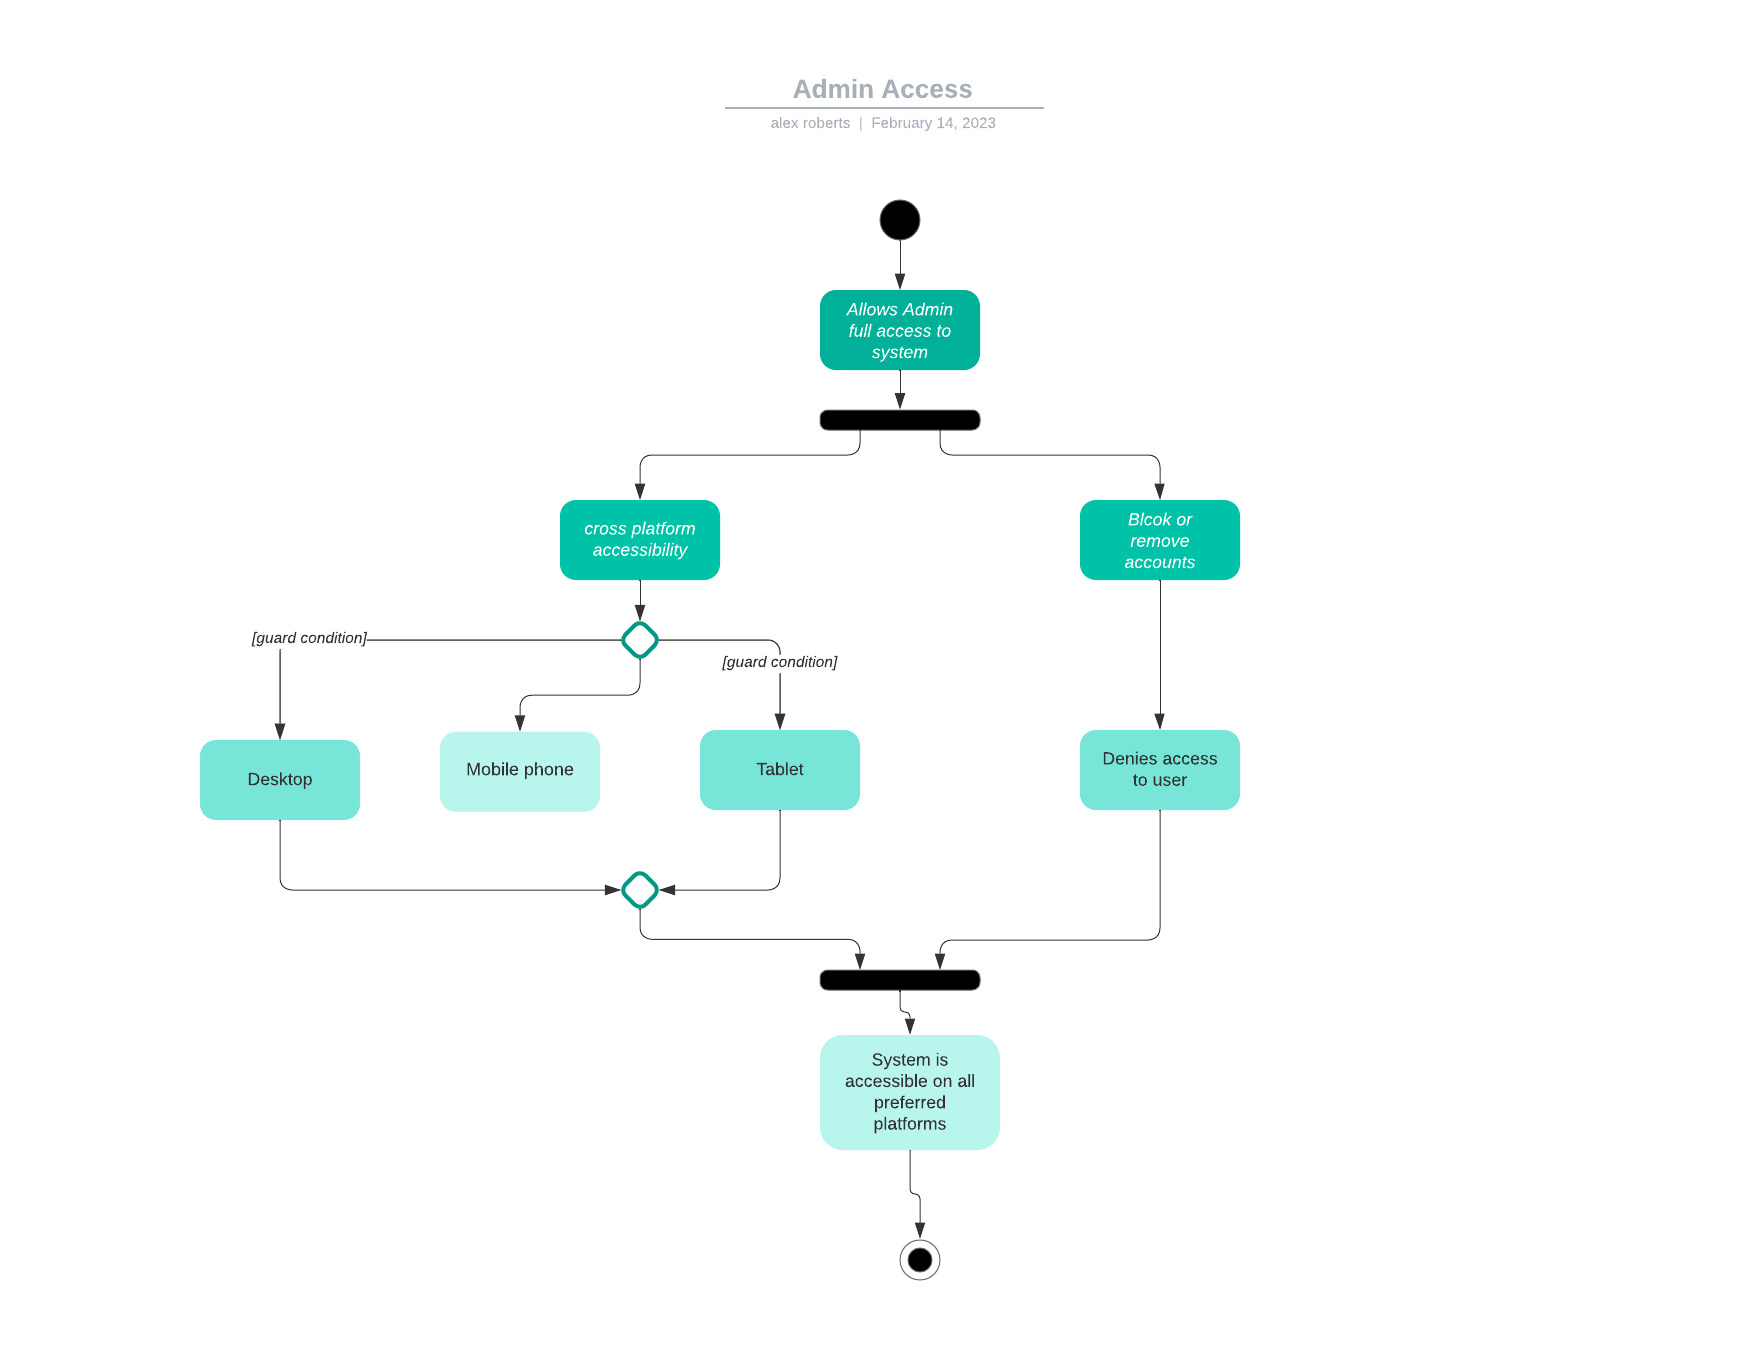 Admin Access
alex roberts | February 14, 2023
Allows Admin
full access to
system
cross platform
accessibility
Blcok or
remove
accounts
[guard condition]
[guard condition]
Desktop
Mobile phone
Tablet
Denies access
to user
System is
accessible on all
preferred
platforms